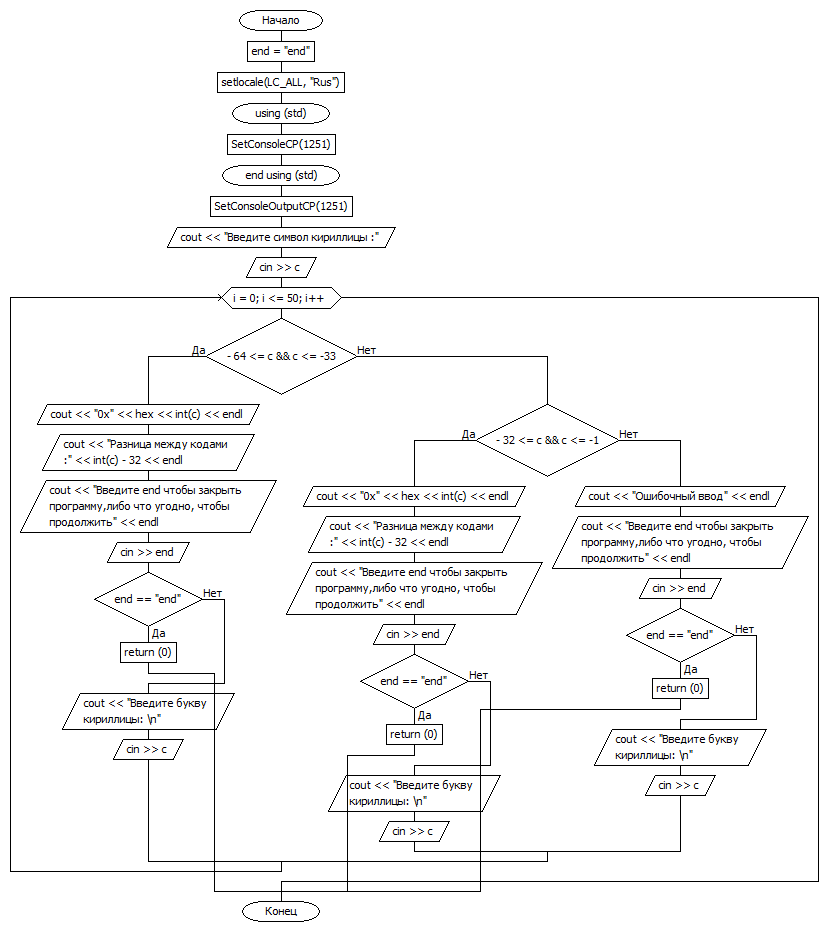 Начало
end = "end"
setlocale(LC_ALL, "Rus")
using (std)
SetConsoleCP(1251)
end using (std)
SetConsoleOutputCP(1251)
cout << "Введите символ кириллицы :"
cin >> c
i = 0; i <= 50; i++
Да
- 64 <= c && c <= -33
Нет
cout << "0x" << hex << int(c) << endl
cout << "Разница между кодами
:" << int(c) - 32 << endl
cout << "Введите end чтобы закрыть
программу,либо что угодно, чтобы
продолжить" << endl
cin >> end
end == "end"
Нет
Да
return (0)
cout << "Введите букву
кириллицы: \n"
cin >> c
Да
- 32 <= c && c <= -1
Нет
cout << "0x" << hex << int(c) << endl
cout << "Разница между кодами
:" << int(c) - 32 << endl
cout << "Введите end чтобы закрыть
программу,либо что угодно, чтобы
продолжить" << endl
cin >> end
end == "end"
Нет
Да
return (0)
cout << "Введите букву
кириллицы: \n"
cin >> c
cout << "Ошибочный ввод" << endl
cout << "Введите end чтобы закрыть
программу,либо что угодно, чтобы
продолжить" << endl
cin >> end
end == "end"
Нет
Да
return (0)
cout << "Введите букву
кириллицы: \n"
cin >> c
Конец